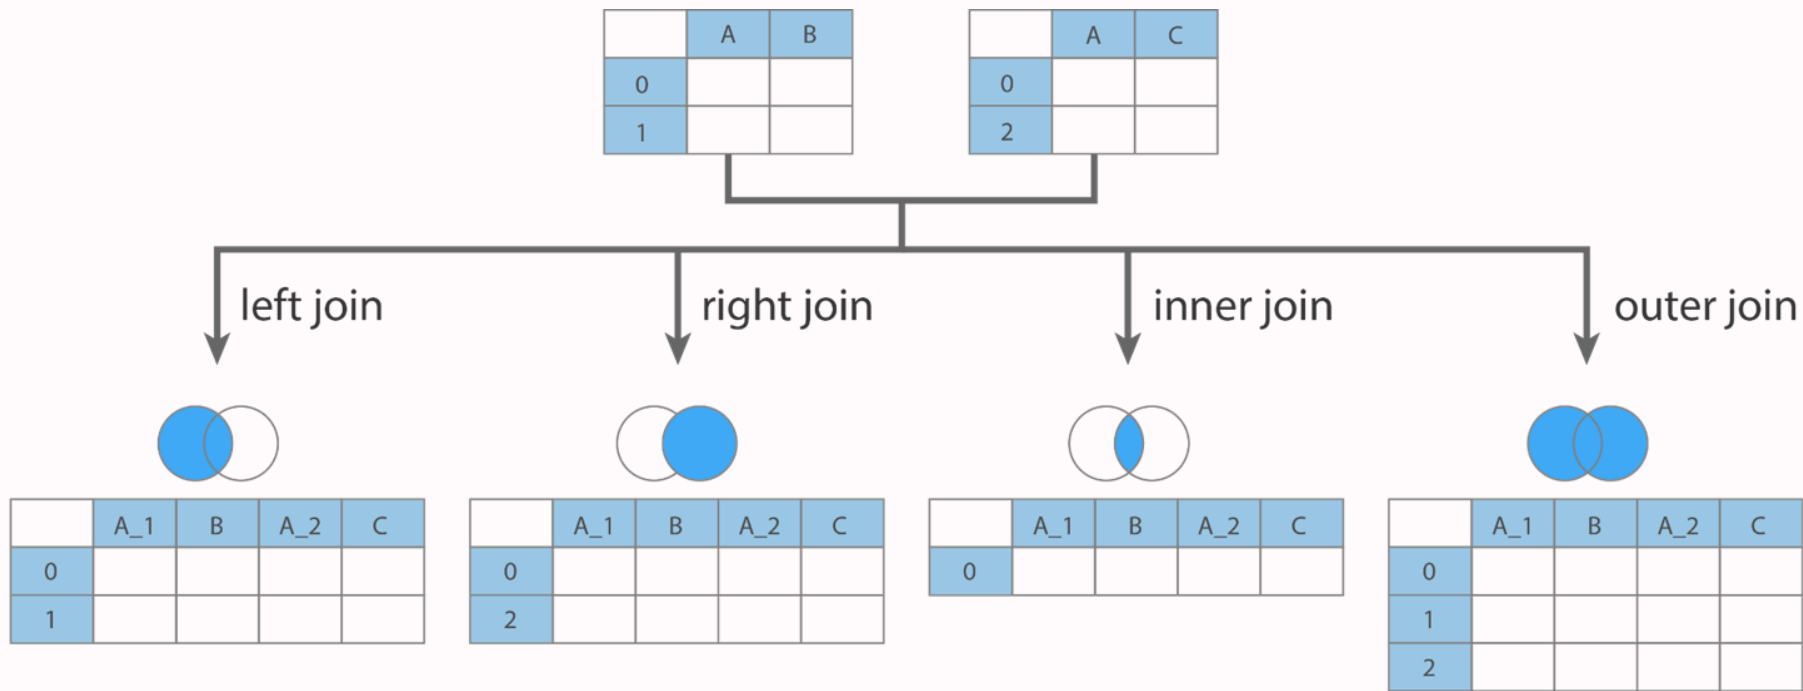 A B
0
1
A C
0
2
left join
right join
inner join
outer join
A_1 B A_2 C
0
1
A_1 B A_2 C
0
2
A_1 B A_2 C
0
A_1 B A_2 C
0
1
2